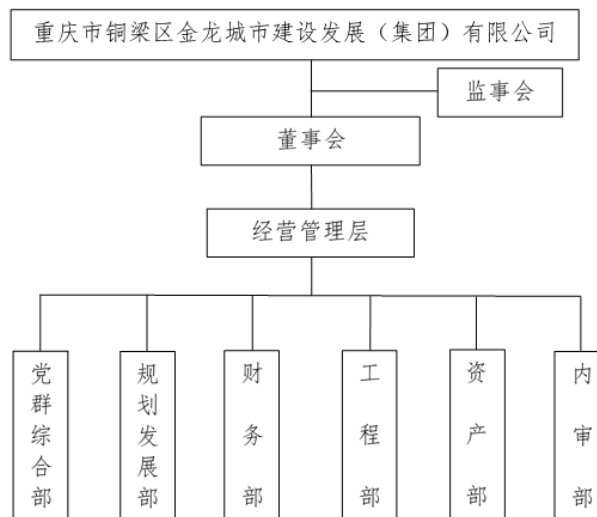 重庆市铜梁区金龙城市建设发展（集团）有限公司
监事会
董事会
经营管理层
党群综合部
规划发展部
财务部
工程部
资产部
内审部